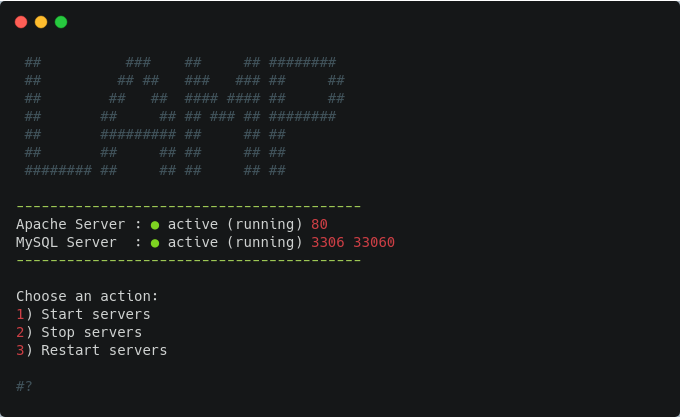 ##          ###    ##     ## ########
##         ## ##   ###   ### ##     ##
##        ##   ##  #### #### ##     ##
##       ##     ## ## ### ## ########
##       ######### ##     ## ##
##       ##     ## ##     ## ##
######## ##     ## ##     ## ##
-----------------------------------------
Apache Server : ● active (running) 80
MySQL Server  : ● active (running) 3306 33060
-----------------------------------------
Choose an action:
1) Start servers
2) Stop servers
3) Restart servers
#?